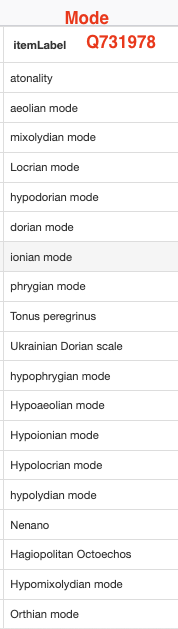 Mode
itemLabel Q731978
atonality
aeolian mode
mixolydian mode
Locrian mode
hypodorian mode
dorian mode
ionian mode
phrygian mode
Tonus peregrinus
Ukrainian Dorian scale
hypophrygian mode
Hypoaeolian mode
Hypoionian mode
Hypolocrian mode
hypolydian mode
Nenano
Hagiopolitan Octoechos
Hypomixolydian mode
Orthian mode